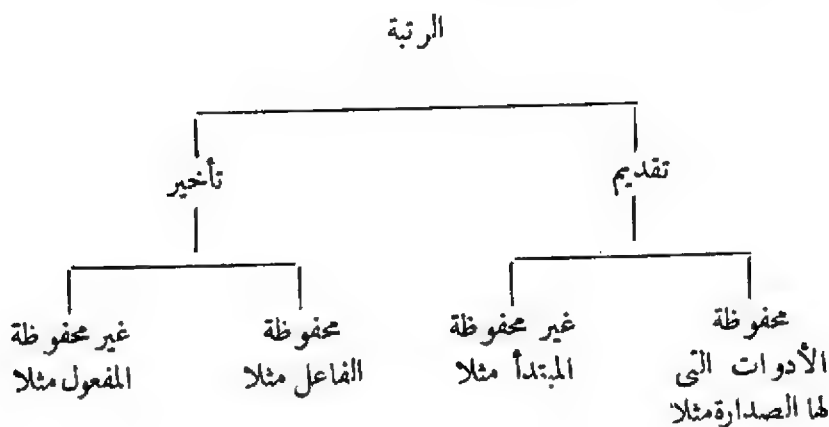 الرتبة
تقديم
تأخير
محفوظة
الأدوات التى
لها الصدارة مثلا
غير محفوظة
المبتدأ مثلا
محفوظة
الفاعل مثلا
غير محفوظة
المفعول مثلا